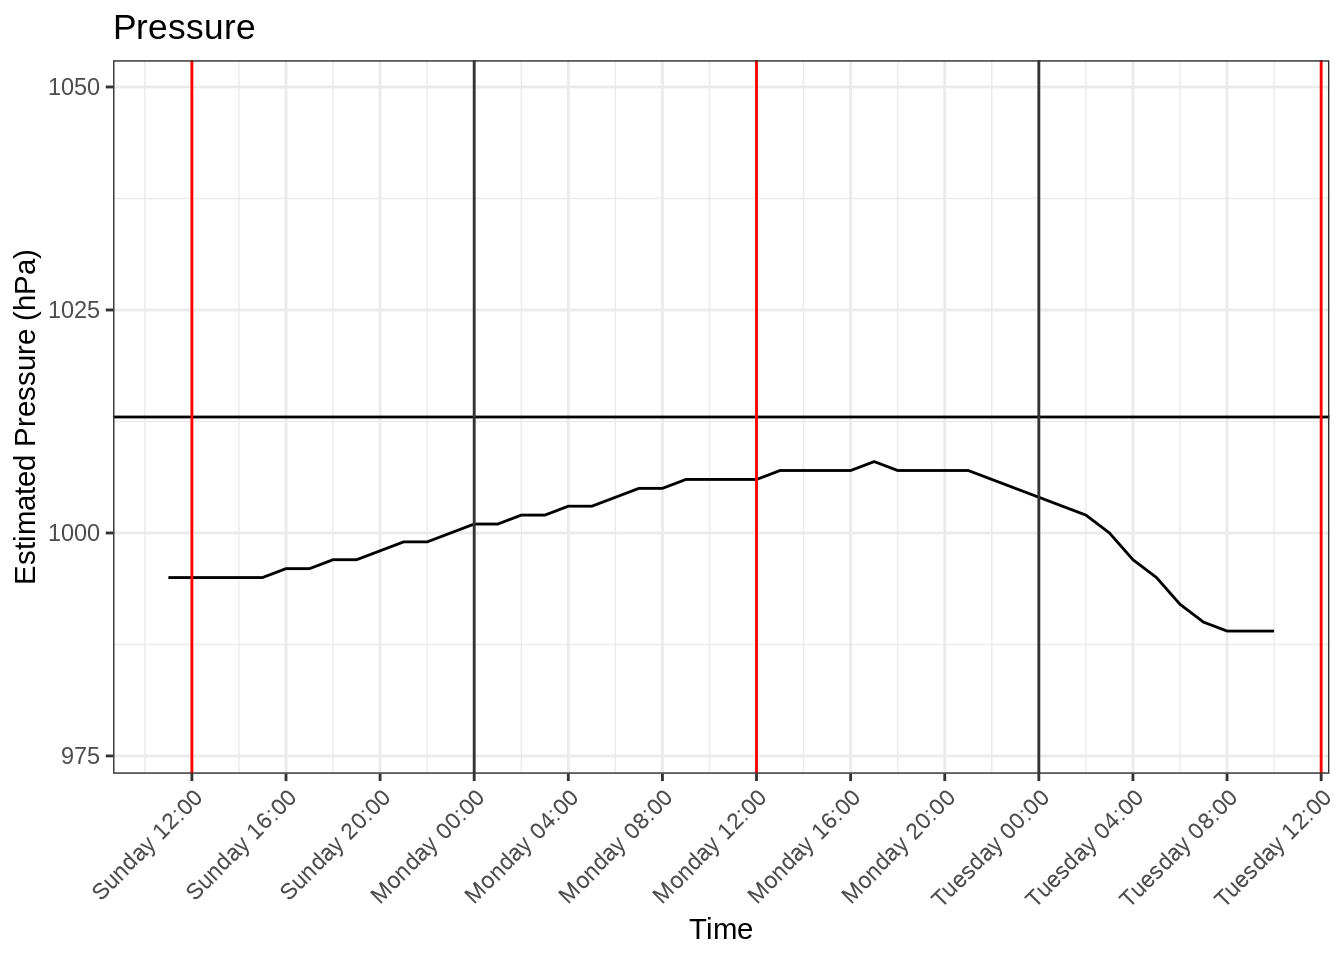 Pressure
Estimated Pressure (hPa)
1050
1025
1000
975
Sunday 12:00
Sunday 16:00
Sunday 20:00
Monday 00:00
Monday 04:00
Monday 08:00
Monday 12:00
Monday 16:00
Monday 20:00
Tuesday 00:00
Tuesday 04:00
Tuesday 08:00
Tuesday 12:00
Time